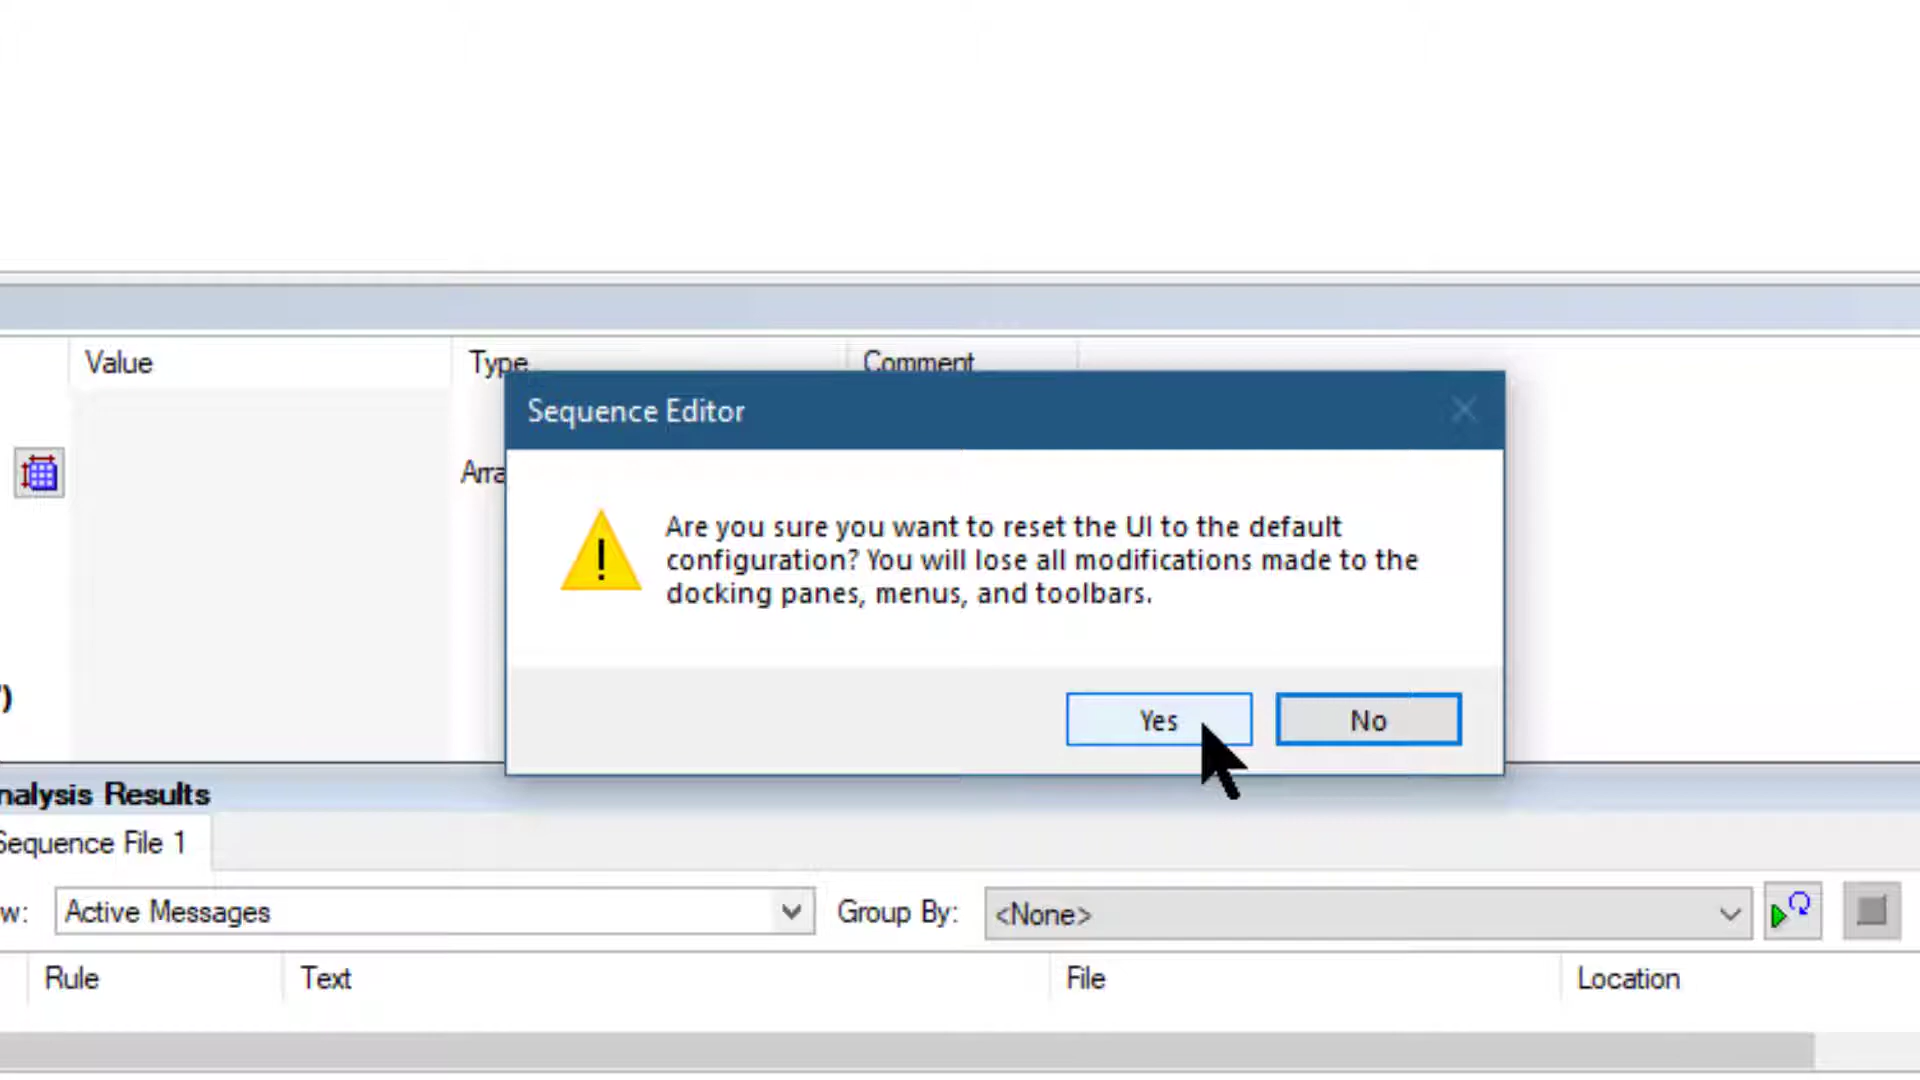 Value Type Comment
Sequence Editor
Arra
Are you sure you want to reset the UI to the default
configuration? You will lose all modifications made to the
docking panes, menus, and toolbars.
')
Yes No
nalysis Results
Sequence File 1
w: Active Messages Group By: <None>
Rule Text File Location